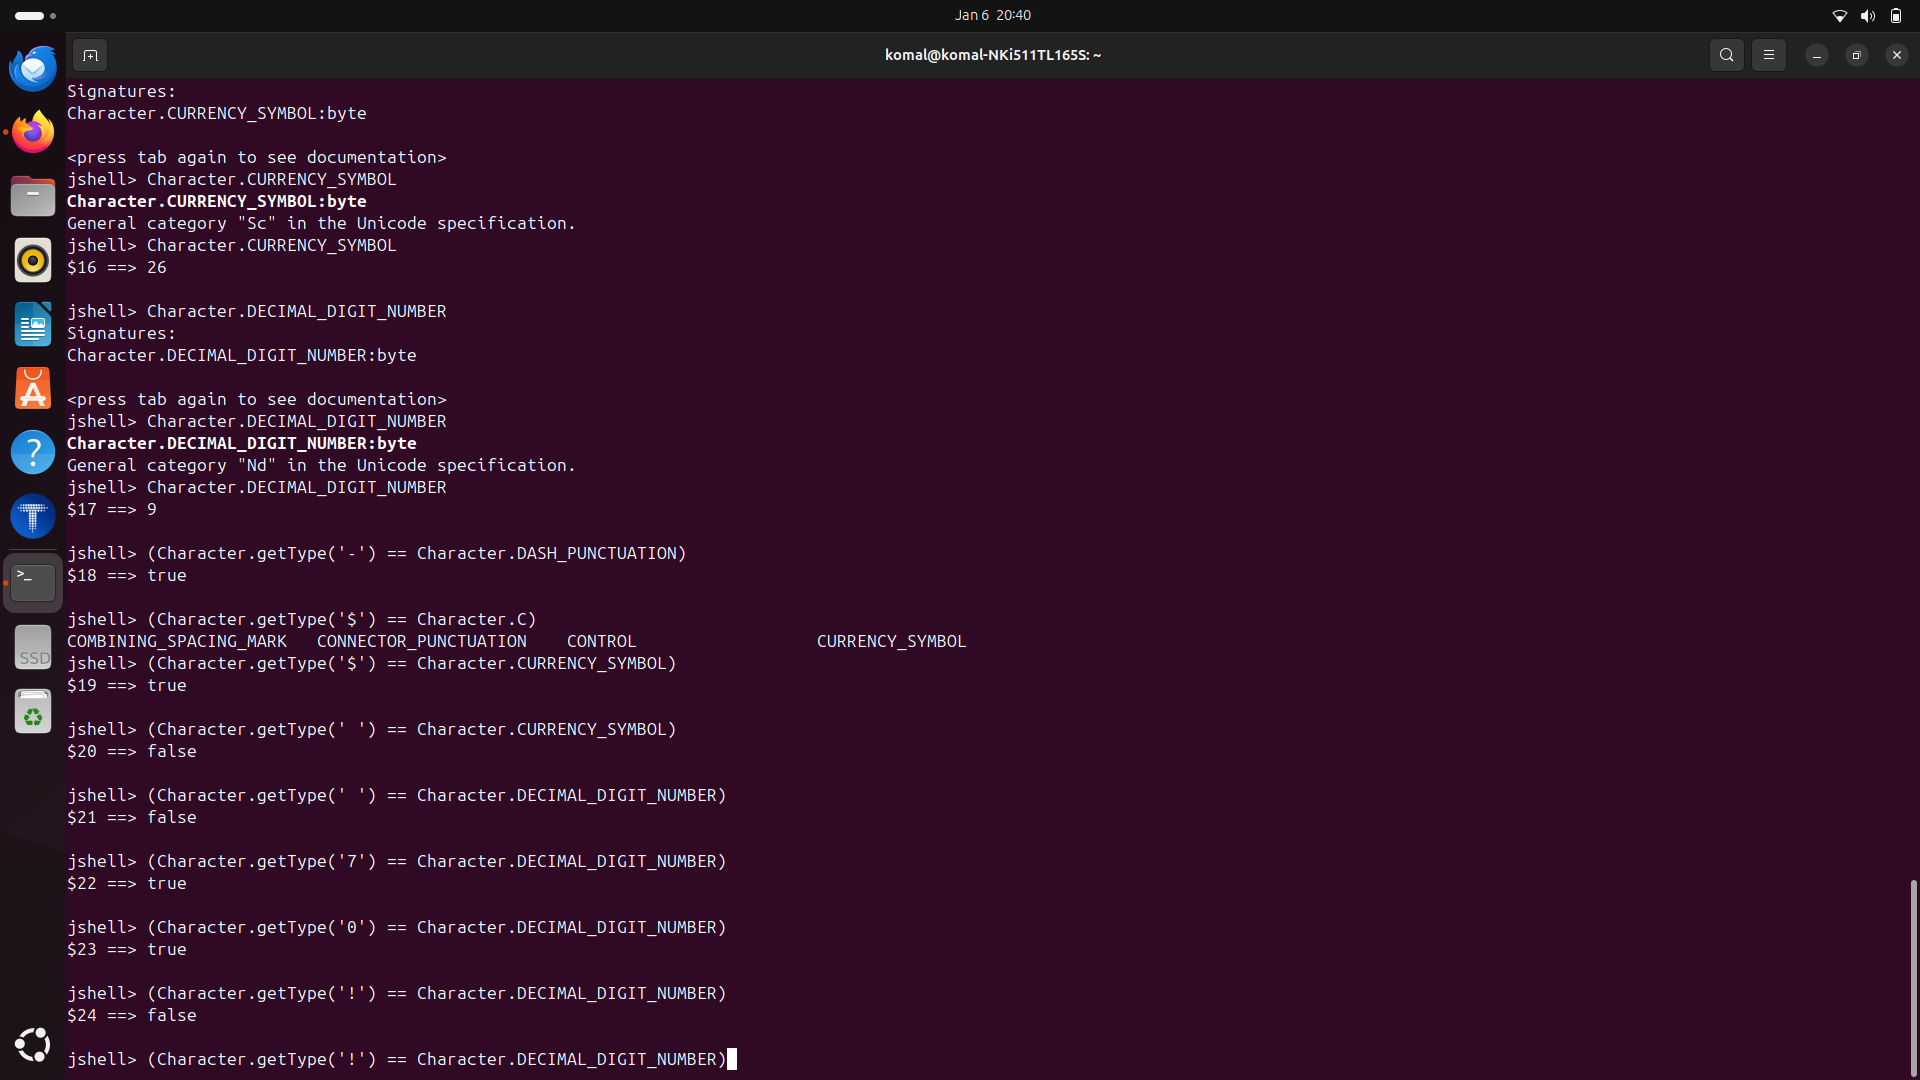 Jan 6 20:40
komal@komal-NKi511TL165S: ~
Signatures:
Character.CURRENCY_SYMBOL:byte
<press tab again to see documentation>
jshell> Character.CURRENCY_SYMBOL
Character.CURRENCY_SYMBOL:byte
General category "Sc" in the Unicode specification.
jshell> Character.CURRENCY_SYMBOL
$16 ==> 26
jshell> Character.DECIMAL_DIGIT_NUMBER
Signatures:
Character.DECIMAL_DIGIT_NUMBER:byte
<press tab again to see documentation>
jshell> Character.DECIMAL_DIGIT_NUMBER
Character.DECIMAL_DIGIT_NUMBER:byte
General category "Nd" in the Unicode specification.
jshell> Character.DECIMAL_DIGIT_NUMBER
$17 ==> 9
jshell> (Character.getType('-') == Character.DASH_PUNCTUATION)
$18 ==> true
jshell> (Character.getType('$') == Character.C)
COMBINING_SPACING_MARK   CONNECTOR_PUNCTUATION    CONTROL                  CURRENCY_SYMBOL
jshell> (Character.getType('$') == Character.CURRENCY_SYMBOL)
$19 ==> true
jshell> (Character.getType(' ') == Character.CURRENCY_SYMBOL)
$20 ==> false
jshell> (Character.getType(' ') == Character.DECIMAL_DIGIT_NUMBER)
$21 ==> false
jshell> (Character.getType('7') == Character.DECIMAL_DIGIT_NUMBER)
$22 ==> true
jshell> (Character.getType('0') == Character.DECIMAL_DIGIT_NUMBER)
$23 ==> true
jshell> (Character.getType('!') == Character.DECIMAL_DIGIT_NUMBER)
$24 ==> false
jshell> (Character.getType('!') == Character.DECIMAL_DIGIT_NUMBER)
SSD